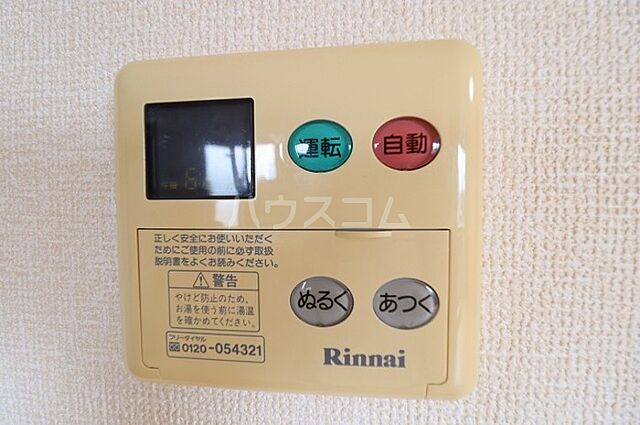 運転
自動
ハウスコム
正しく安全にお使いいただく
ためにご使用の前に必ず取扱
説明書をよくお読みください。
警告
やけど防止のため、
お湯を使う前に湯温
を確かめてください。
フリーダイヤル
0120-054321
ぬるく
あつく
Rinnai